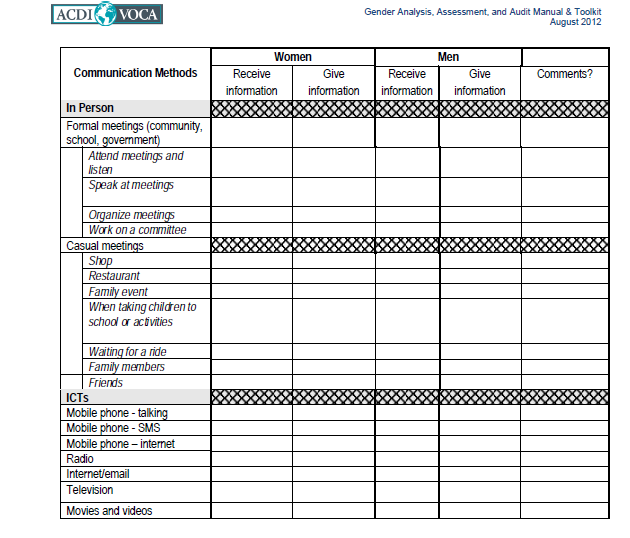 ACDI VOCA
Gender Analysis, Assessment, and Audit Manual & Toolkit
August 2012
Communication Methods
Women
Men
Receive
information
Give
information
Receive
information
Give
information
Comments?
In Person
Formal meetings (community,
school, government)
Attend meetings and
listen
Speak at meetings
Organize meetings
Work on a committee
Casual meetings
Shop
Restaurant
Family event
When taking children to
school or activities
Waiting for a ride
Family members
Friends
ICTs
Mobile phone - talking
Mobile phone - SMS
Mobile phone – internet
Radio
Internet/email
Television
Movies and videos